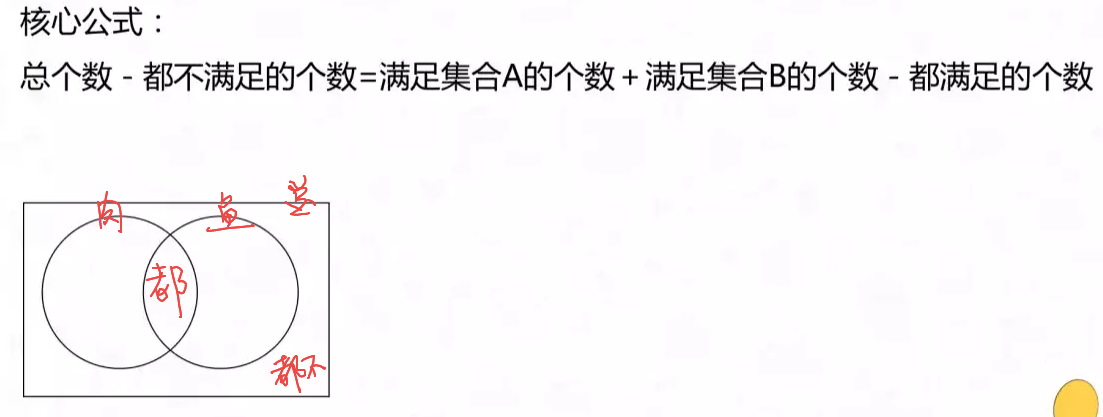 核心公式：
总个数 - 都不满足的个数=满足集合A的个数 + 满足集合B的个数 - 都满足的个数
肉 鱼 总
都
都不